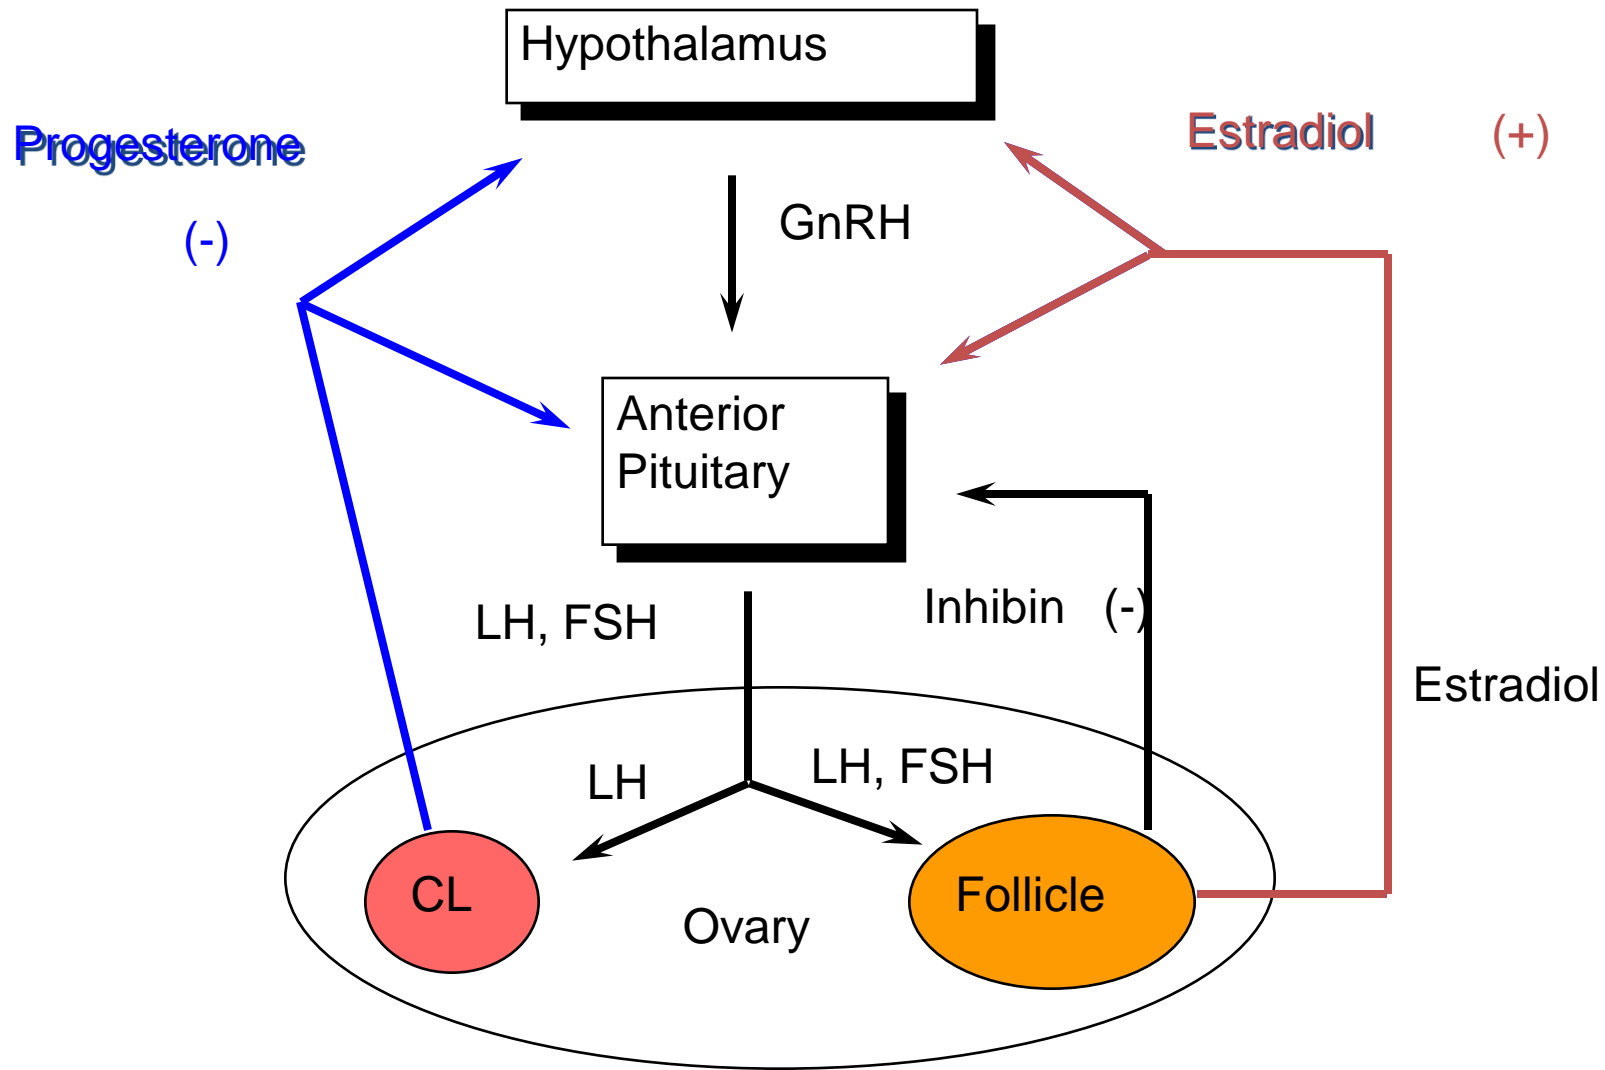 Hypothalamus
Progesterone
(-)
Estradiol (+)
GnRH
Anterior
Pituitary
LH, FSH
Inhibin (-)
Estradiol
LH
LH, FSH
CL
Ovary
Follicle